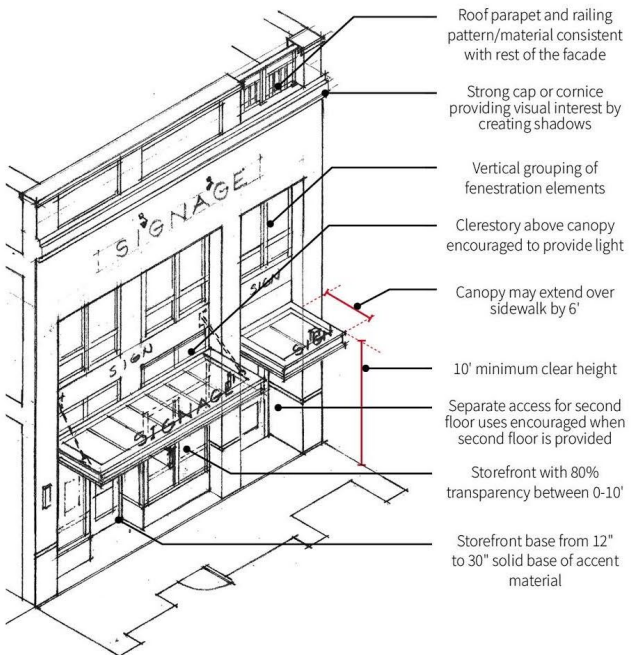 Roof parapet and railing
pattern/material consistent
with rest of the facade
Strong cap or cornice
providing visual interest by
creating shadows
SIGNAGE
Vertical grouping of
fenestration elements
Clerestory above canopy
encouraged to provide light
SIGN
Canopy may extend over
sidewalk by 6'
SIGN
SIGN
10' minimum clear height
SIGNAGE
Separate access for second
floor uses encouraged when
second floor is provided
Storefront with 80%
transparency between 0-10'
Storefront base from 12"
to 30" solid base of accent
material